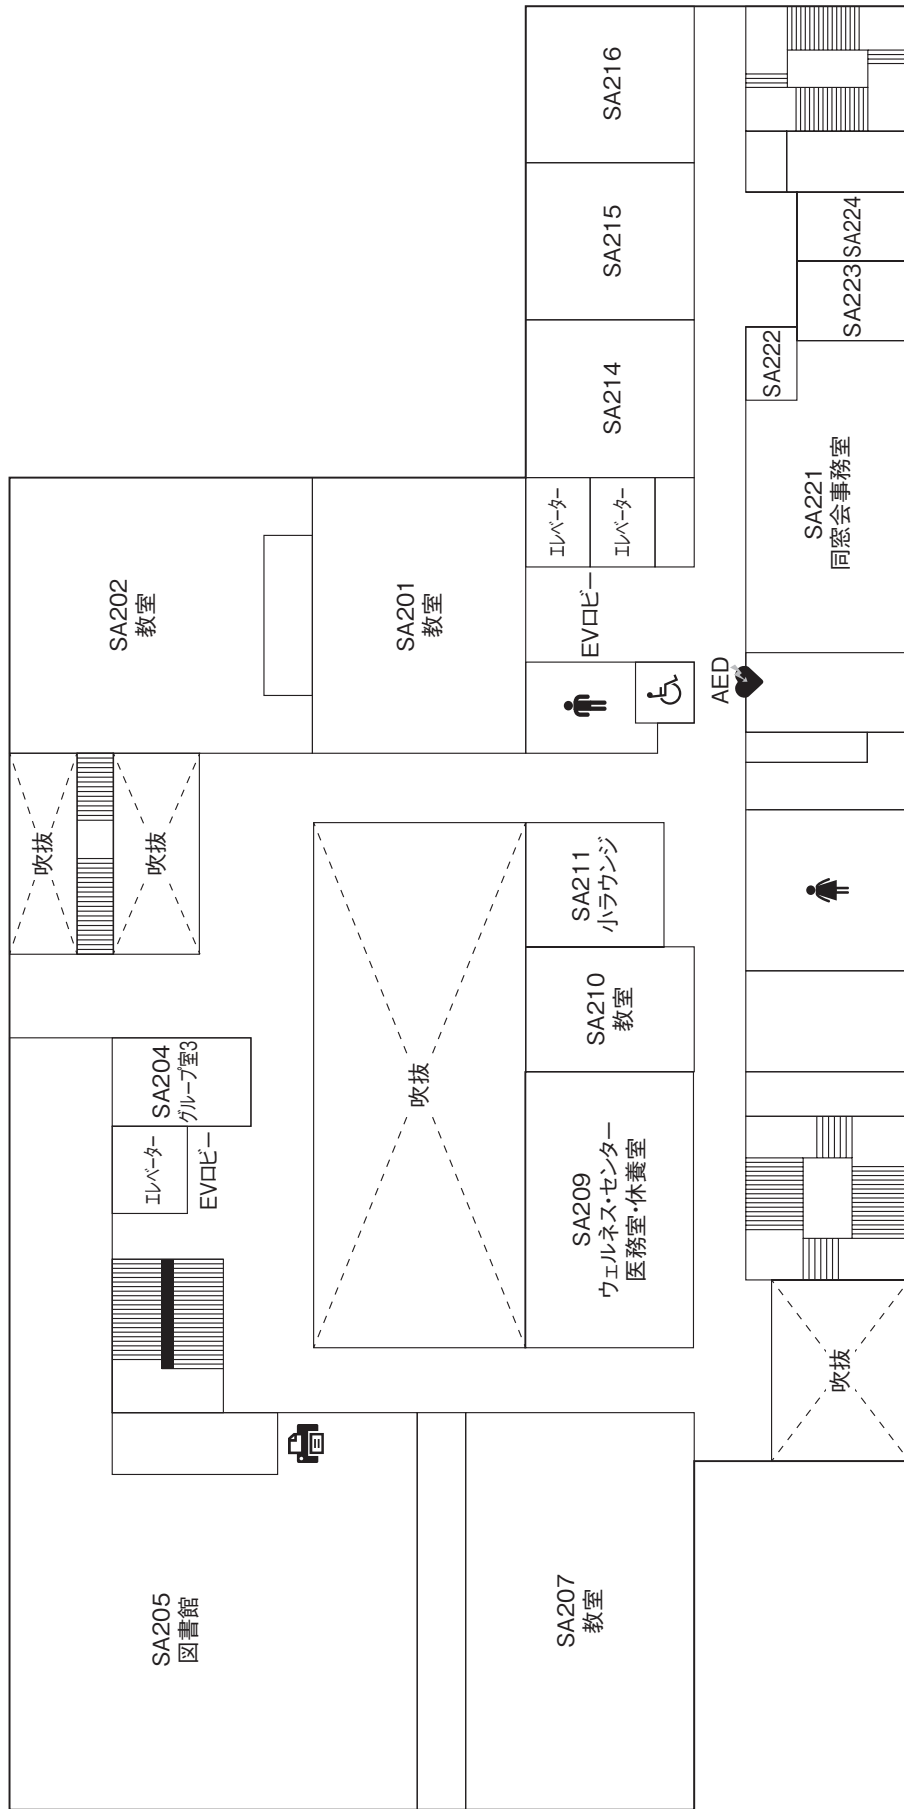 SA205
図書館
SA207
教室
吹抜
エレベーター
EVロビー
SA204
グループ室3
SA209
ウェルネス・センター
医務室・休養室
吹抜
SA210
教室
SA211
小ラウンジ
吹抜
吹抜
SA202
教室
SA201
教室
EVロビー
エレベーター
エレベーター
AED
SA221
同窓会事務室
SA222
SA223
SA224
SA214
SA215
SA216